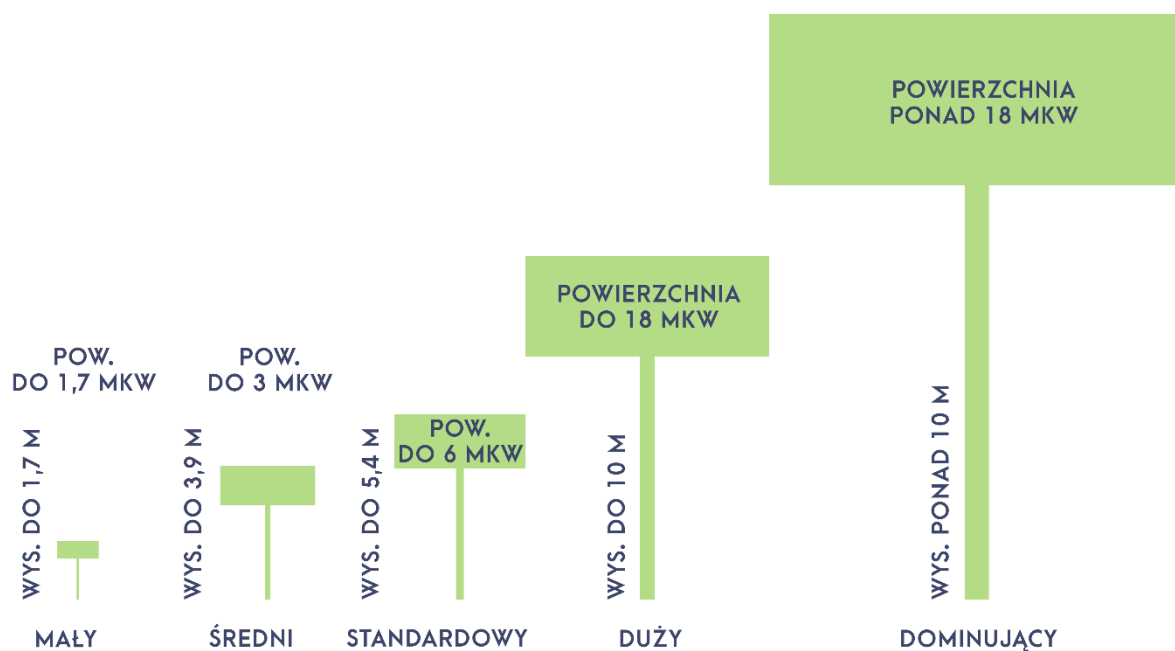 POW.
DO 1,7 MKW
WYS. DO 1,7 M
MAŁY
POW.
DO 3 MKW
WYS. DO 3,9 M
ŚREDNI
POW.
DO 6 MKW
WYS. DO 5,4 M
STANDARDOWY
POWIERZCHNIA
DO 18 MKW
WYS. DO 10 M
DUŻY
POWIERZCHNIA
PONAD 18 MKW
WYS. PONAD 10 M
DOMINUJĄCY